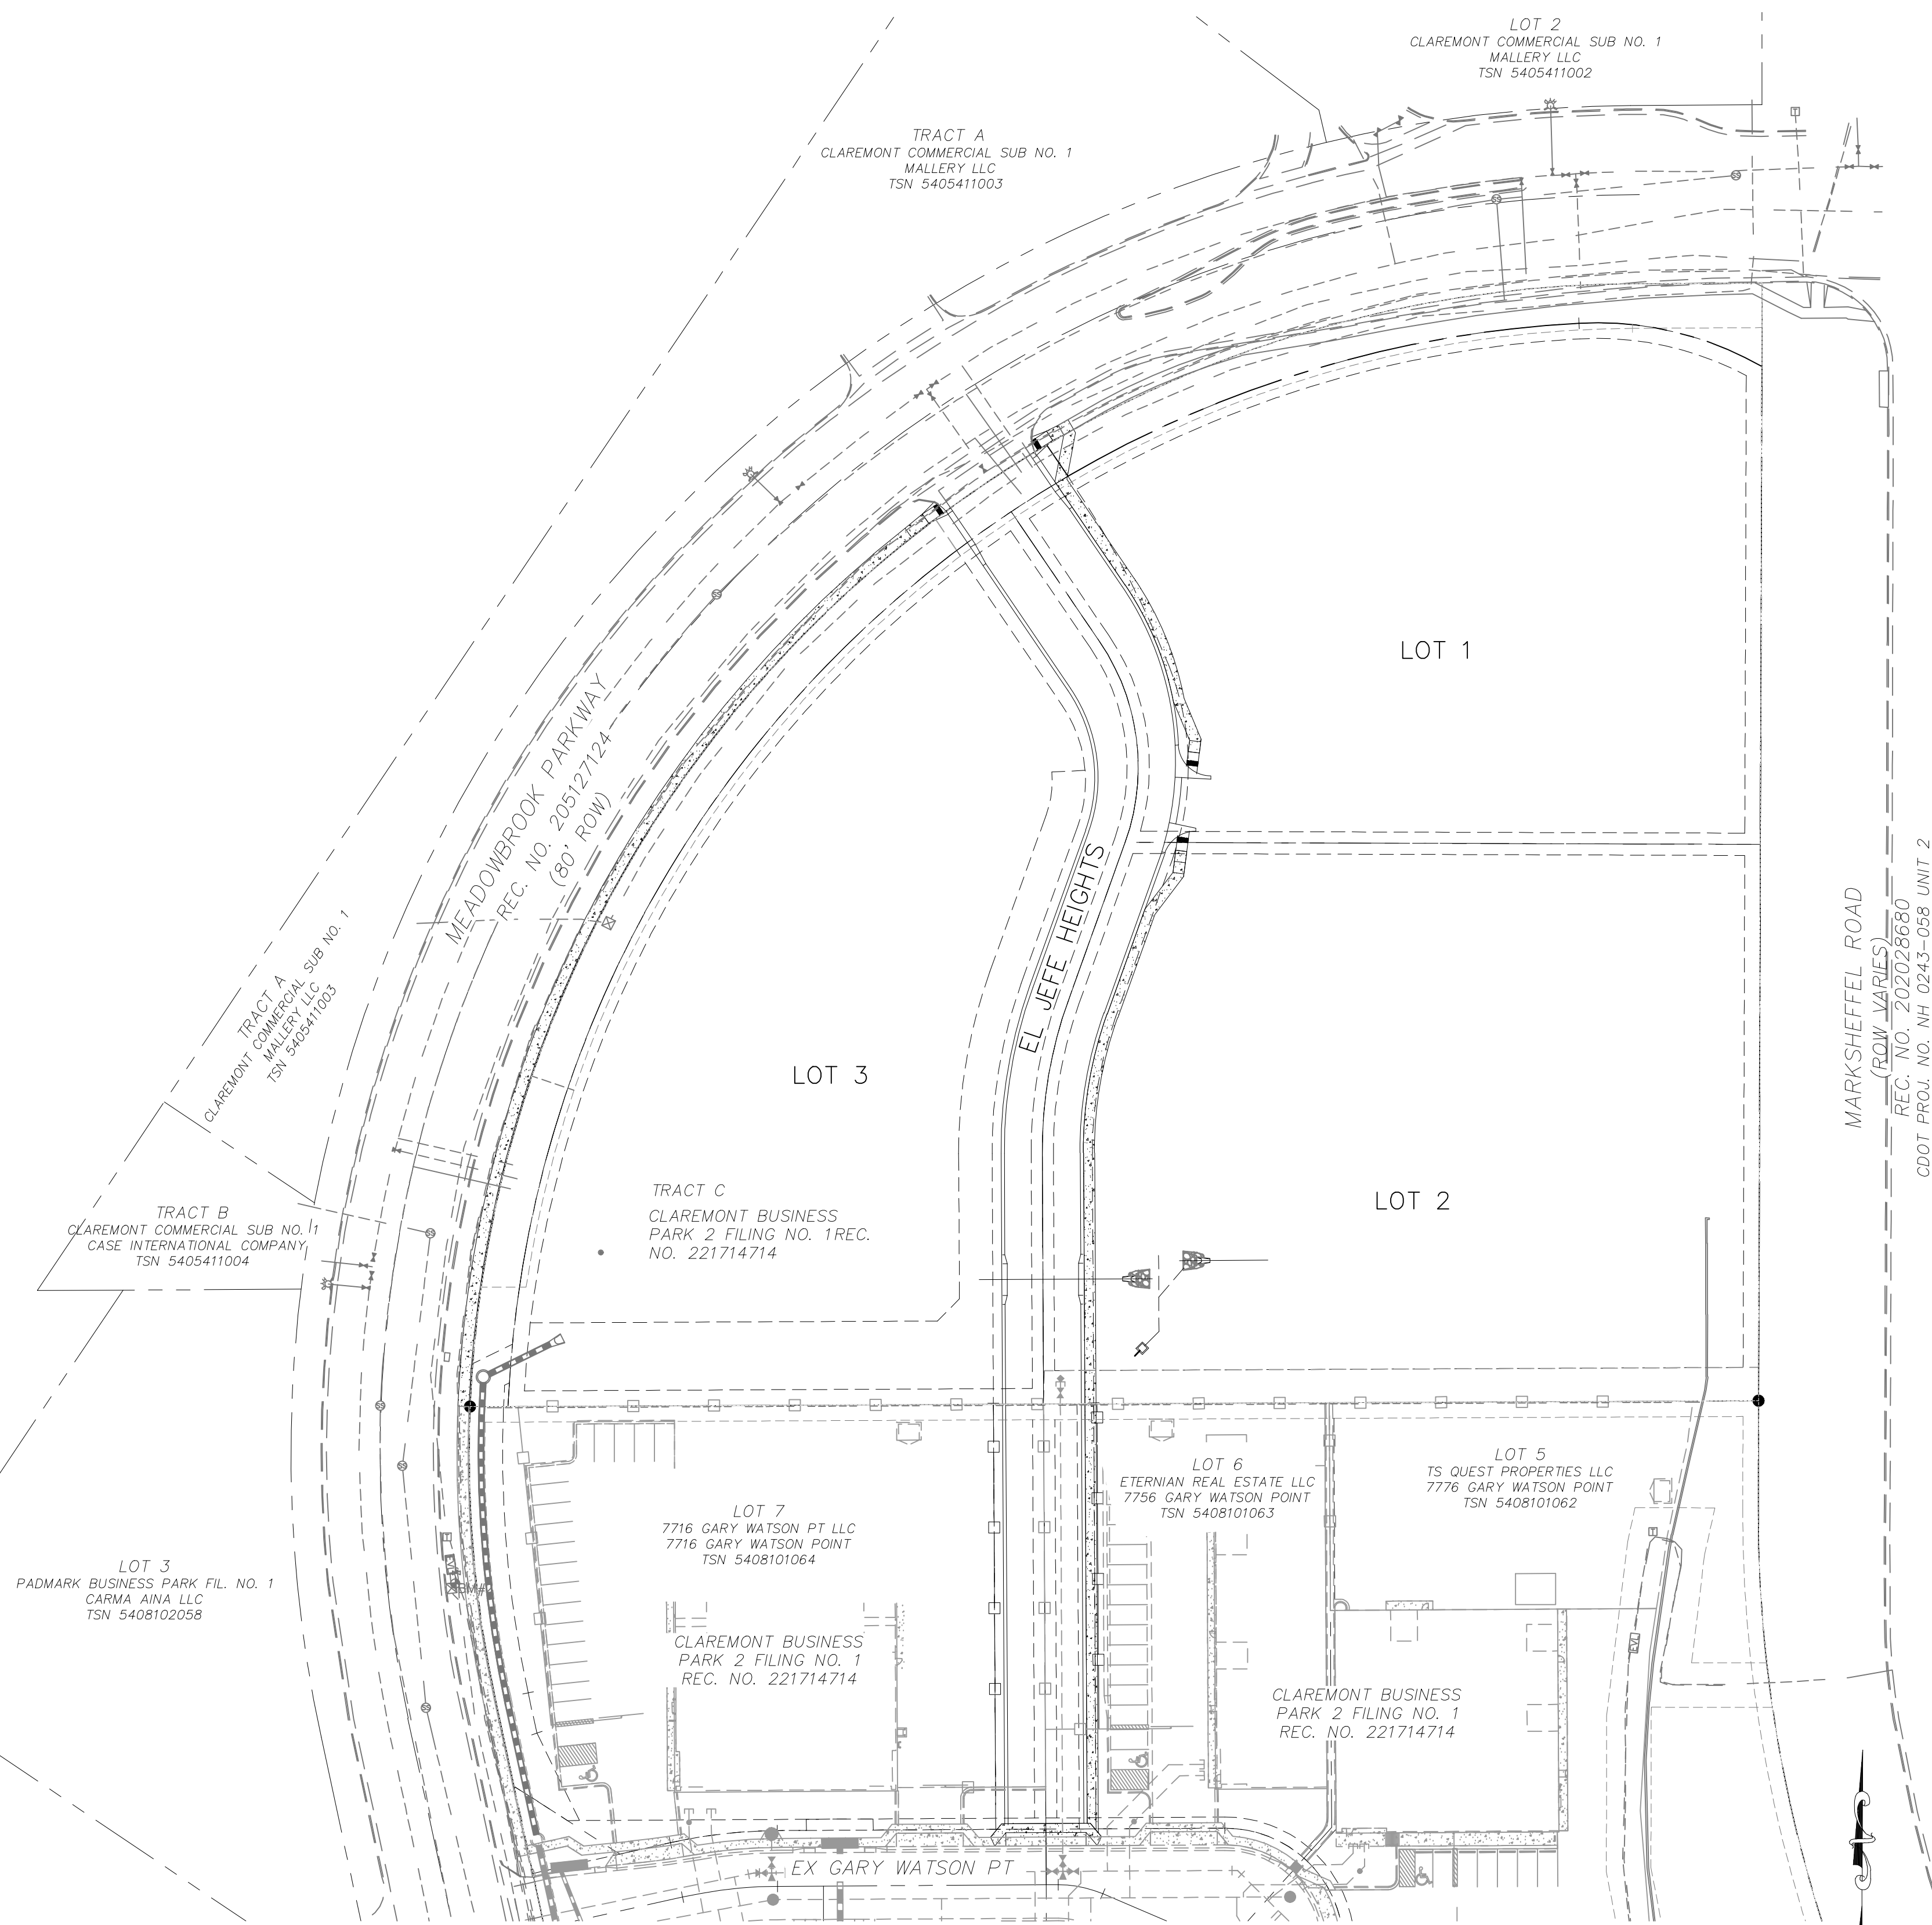 LOT 2
CLAREMONT COMMERCIAL SUB NO. 1
MALLERY LLC
TSN 5405411002
TRACT A
CLAREMONT COMMERCIAL SUB NO. 1
MALLERY LLC
TSN 5405411003
LOT 1
MEADOWBROOK PARKWAY
REC. NO. 205127124
(80' ROW)
EL JEFE HEIGHTS
MARKSHEFFEL ROAD
(ROW VARIES)
REC. NO. 202028680
CDOT PROJ. NO. NH 0243-058 UNIT 2
TRACT A
CLAREMONT COMMERCIAL SUB NO. 1
MALLERY LLC
TSN 5405411003
LOT 3
TRACT C
CLAREMONT BUSINESS
PARK 2 FILING NO. 1REC.
NO. 221714714
LOT 2
TRACT B
CLAREMONT COMMERCIAL SUB NO. 1
CASE INTERNATIONAL COMPANY
TSN 5405411004
LOT 7
7716 GARY WATSON PT LLC
7716 GARY WATSON POINT
TSN 5408101064
LOT 6
ETERNIAN REAL ESTATE LLC
7756 GARY WATSON POINT
TSN 5408101063
LOT 5
TS QUEST PROPERTIES LLC
7776 GARY WATSON POINT
TSN 5408101062
LOT 3
PADMARK BUSINESS PARK FIL. NO. 1
CARMA AINA LLC
TSN 5408102058
CLAREMONT BUSINESS
PARK 2 FILING NO. 1
REC. NO. 221714714
CLAREMONT BUSINESS
PARK 2 FILING NO. 1
REC. NO. 221714714
EX GARY WATSON PT